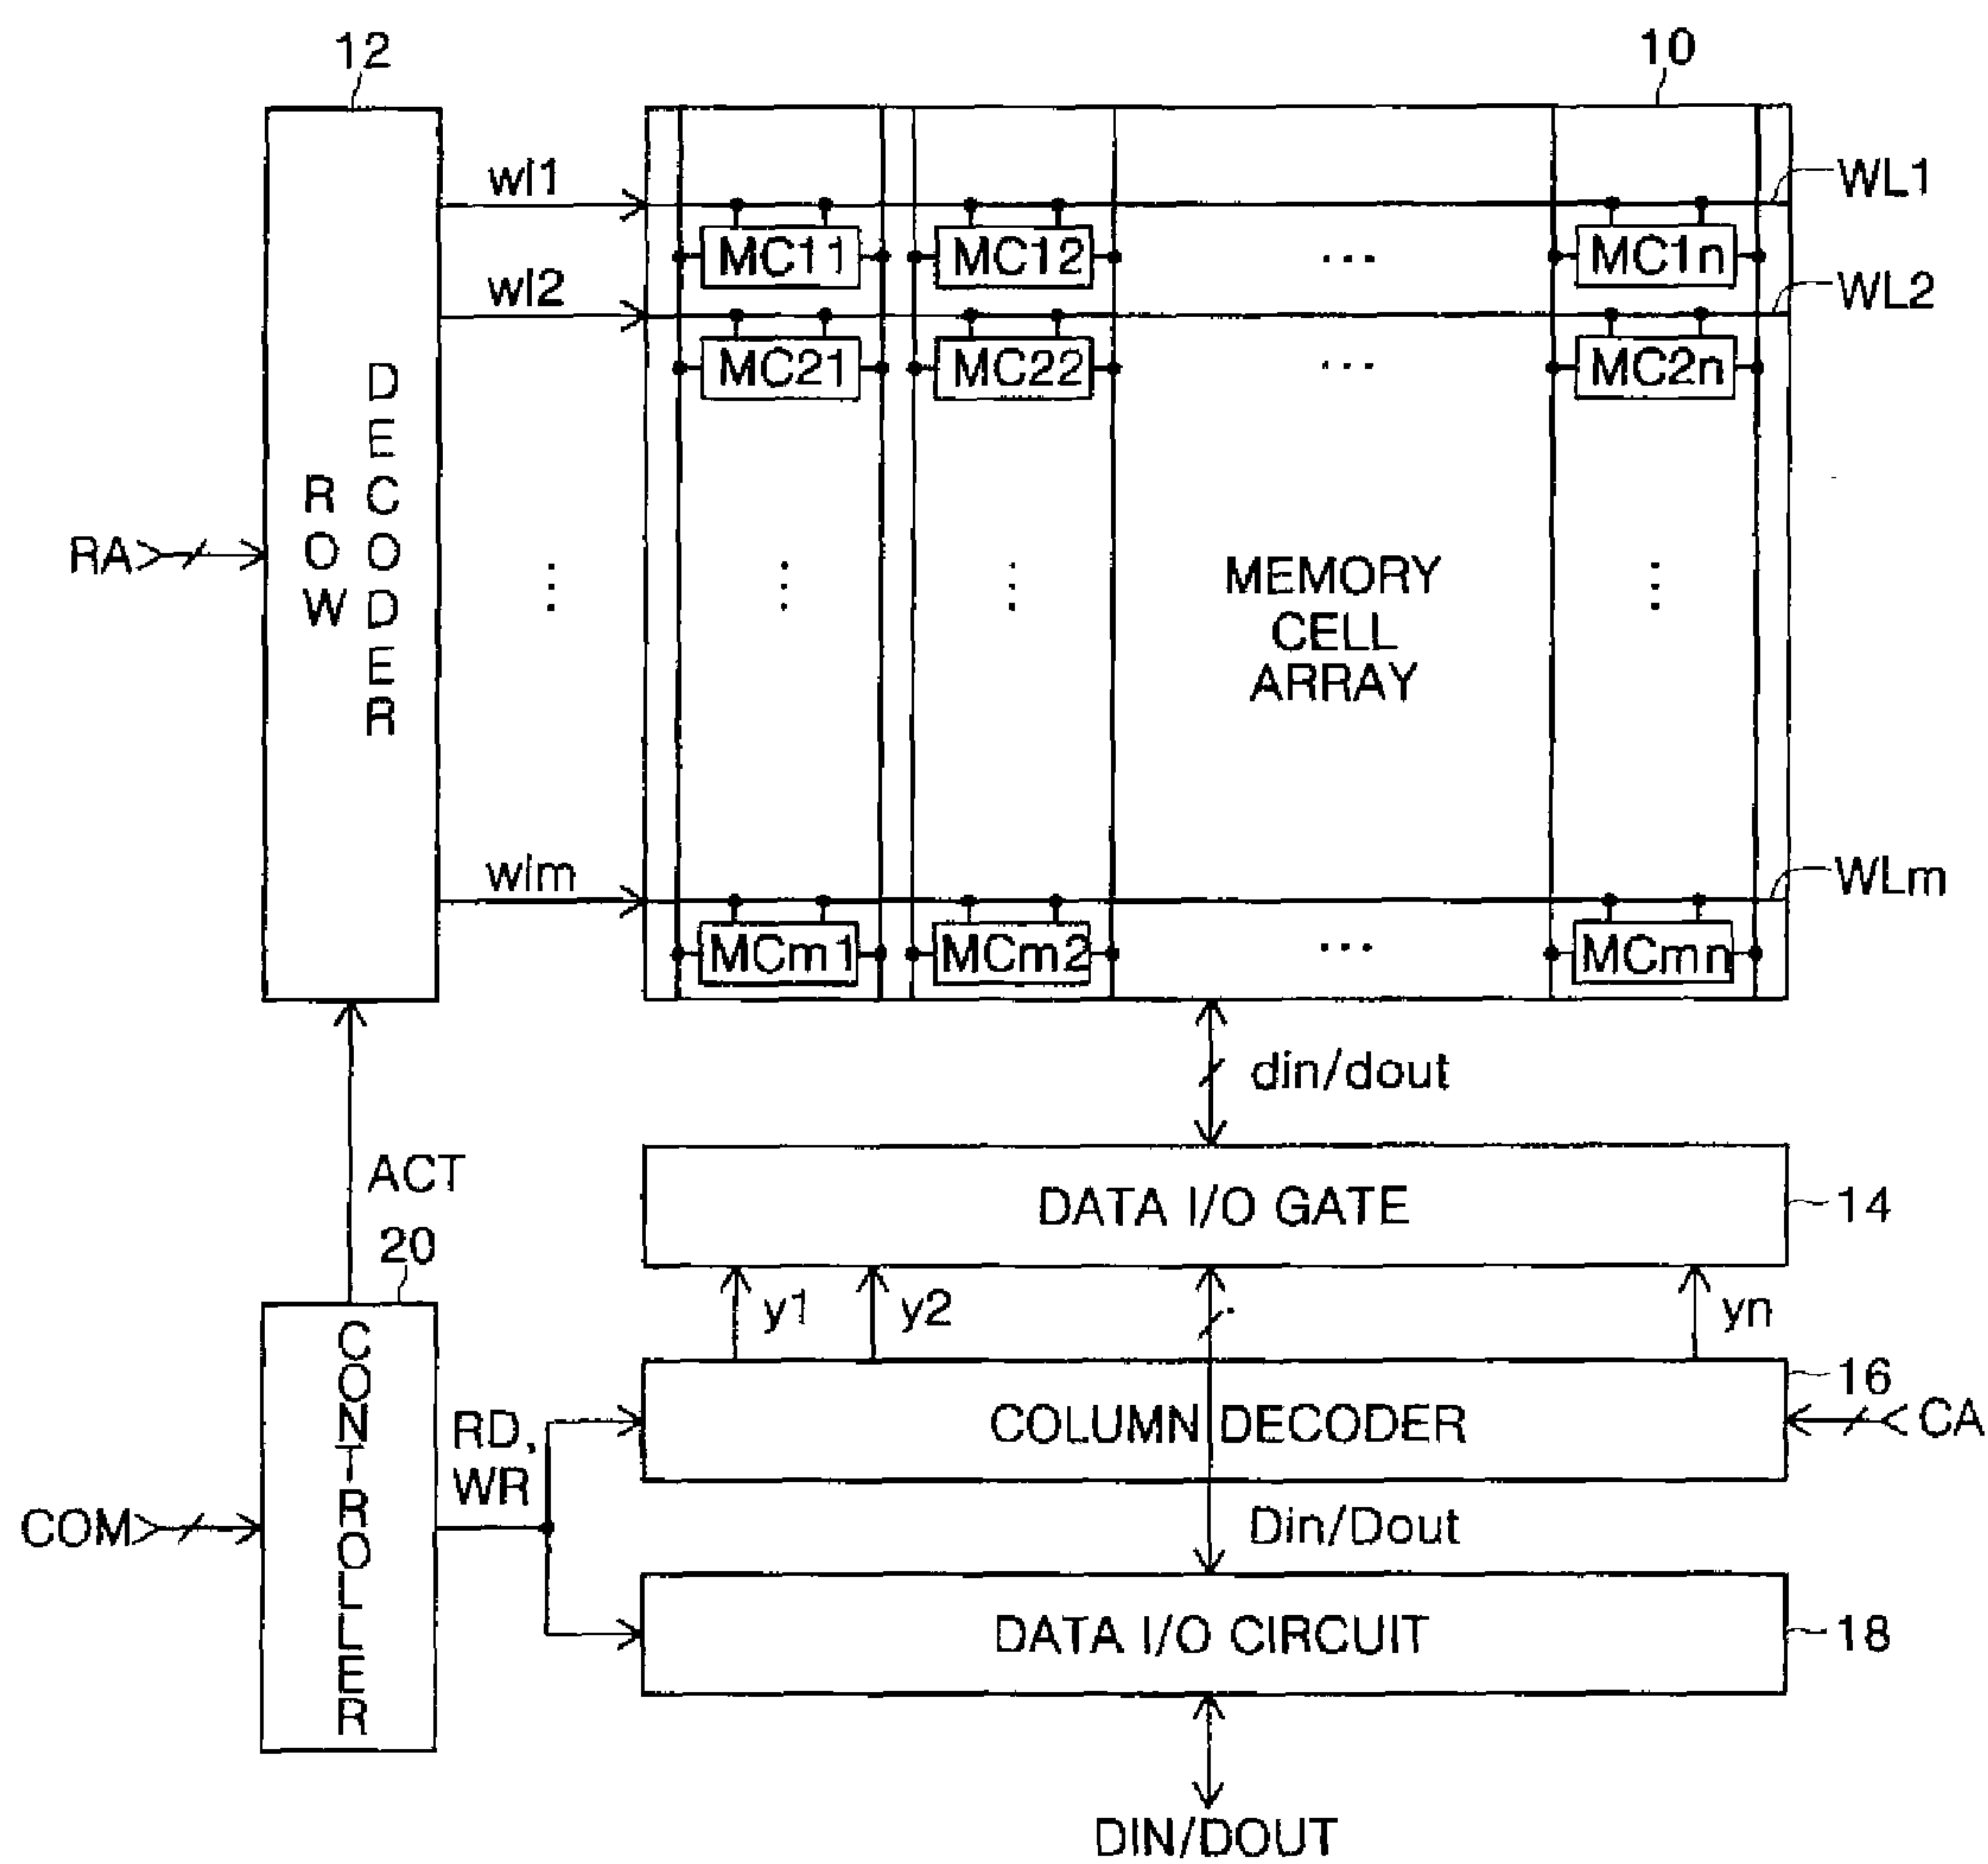 12
10
wl1
WL1
MC11
MC12
...
MC1n
wl2
WL2
MC21
MC22
...
MC2n
ROW
DECODER
RA
MEMORY
CELL
ARRAY
wlm
WLm
MCm1
MCm2
...
MCmn
din/dout
ACT
DATA I/O GATE
14
20
y1
y2
yn
CONTROLLER
16
RD,
WR
COLUMN DECODER
CA
COM
Din/Dout
DATA I/O CIRCUIT
18
DIN/DOUT